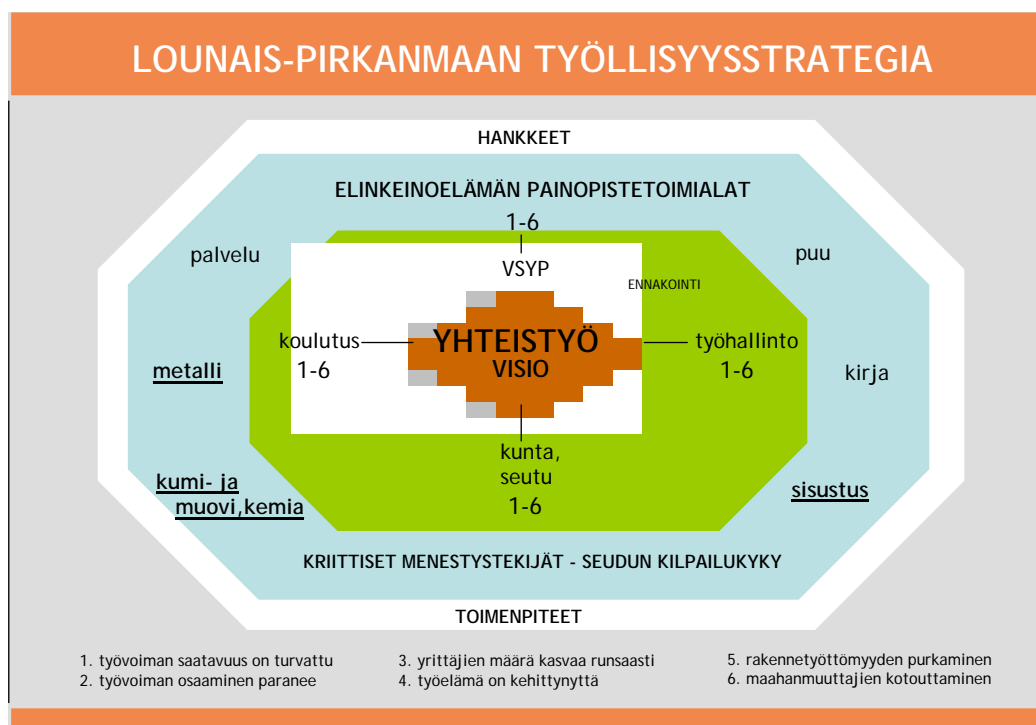 LOUNAIS-PIRKANMAAN TYÖLLISYYSSTRATEGIA
HANKKEET
ELINKEINOELÄMÄN PAINOPISTETOIMIALAT
1-6
palvelu
puu
VSYP
ENNAKOINTI
koulutus
1-6
YHTEISTYÖ
VISIO
työhallinto
1-6
metalli
kirja
kunta,
seutu
1-6
kumi- ja
muovi,kemia
sisustus
KRIITTISET MENESTYSTEKIJÄT - SEUDUN KILPAILUKYKY
TOIMENPITEET
1. työvoiman saatavuus on turvattu
2. työvoiman osaaminen paranee
3. yrittäjien määrä kasvaa runsaasti
4. työelämä on kehittynyttä
5. rakennetyöttömyyden purkaminen
6. maahanmuuttajien kotouttaminen